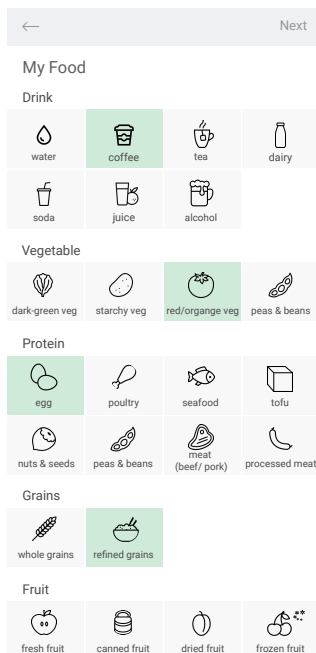 Next
My Food
Drink
water coffee tea dairy
soda juice alcohol
Vegetable
dark-green veg starchy veg red/organge veg peas & beans
Protein
egg poultry seafood tofu
nuts & seeds peas & beans meat (beef/ pork) processed meat
Grains
whole grains refined grains
Fruit
fresh fruit canned fruit dried fruit frozen fruit